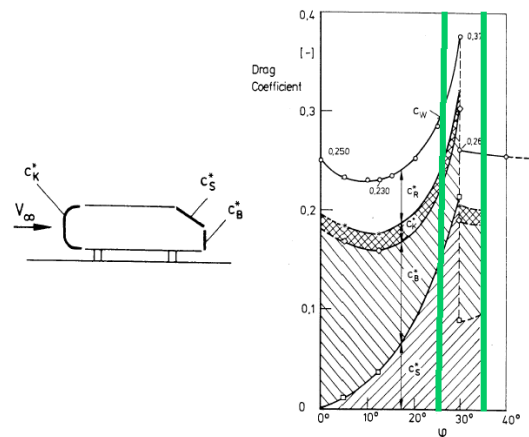 c*K
V∞
c*S
c*B
0,4
[-]
Drag
Coefficient
0,3
0,2
0,1
0
0,250
0,230
0,37
0,26
cW
c*R
c*K
c*B
c*S
0
10°
20°
30°
40°
φ